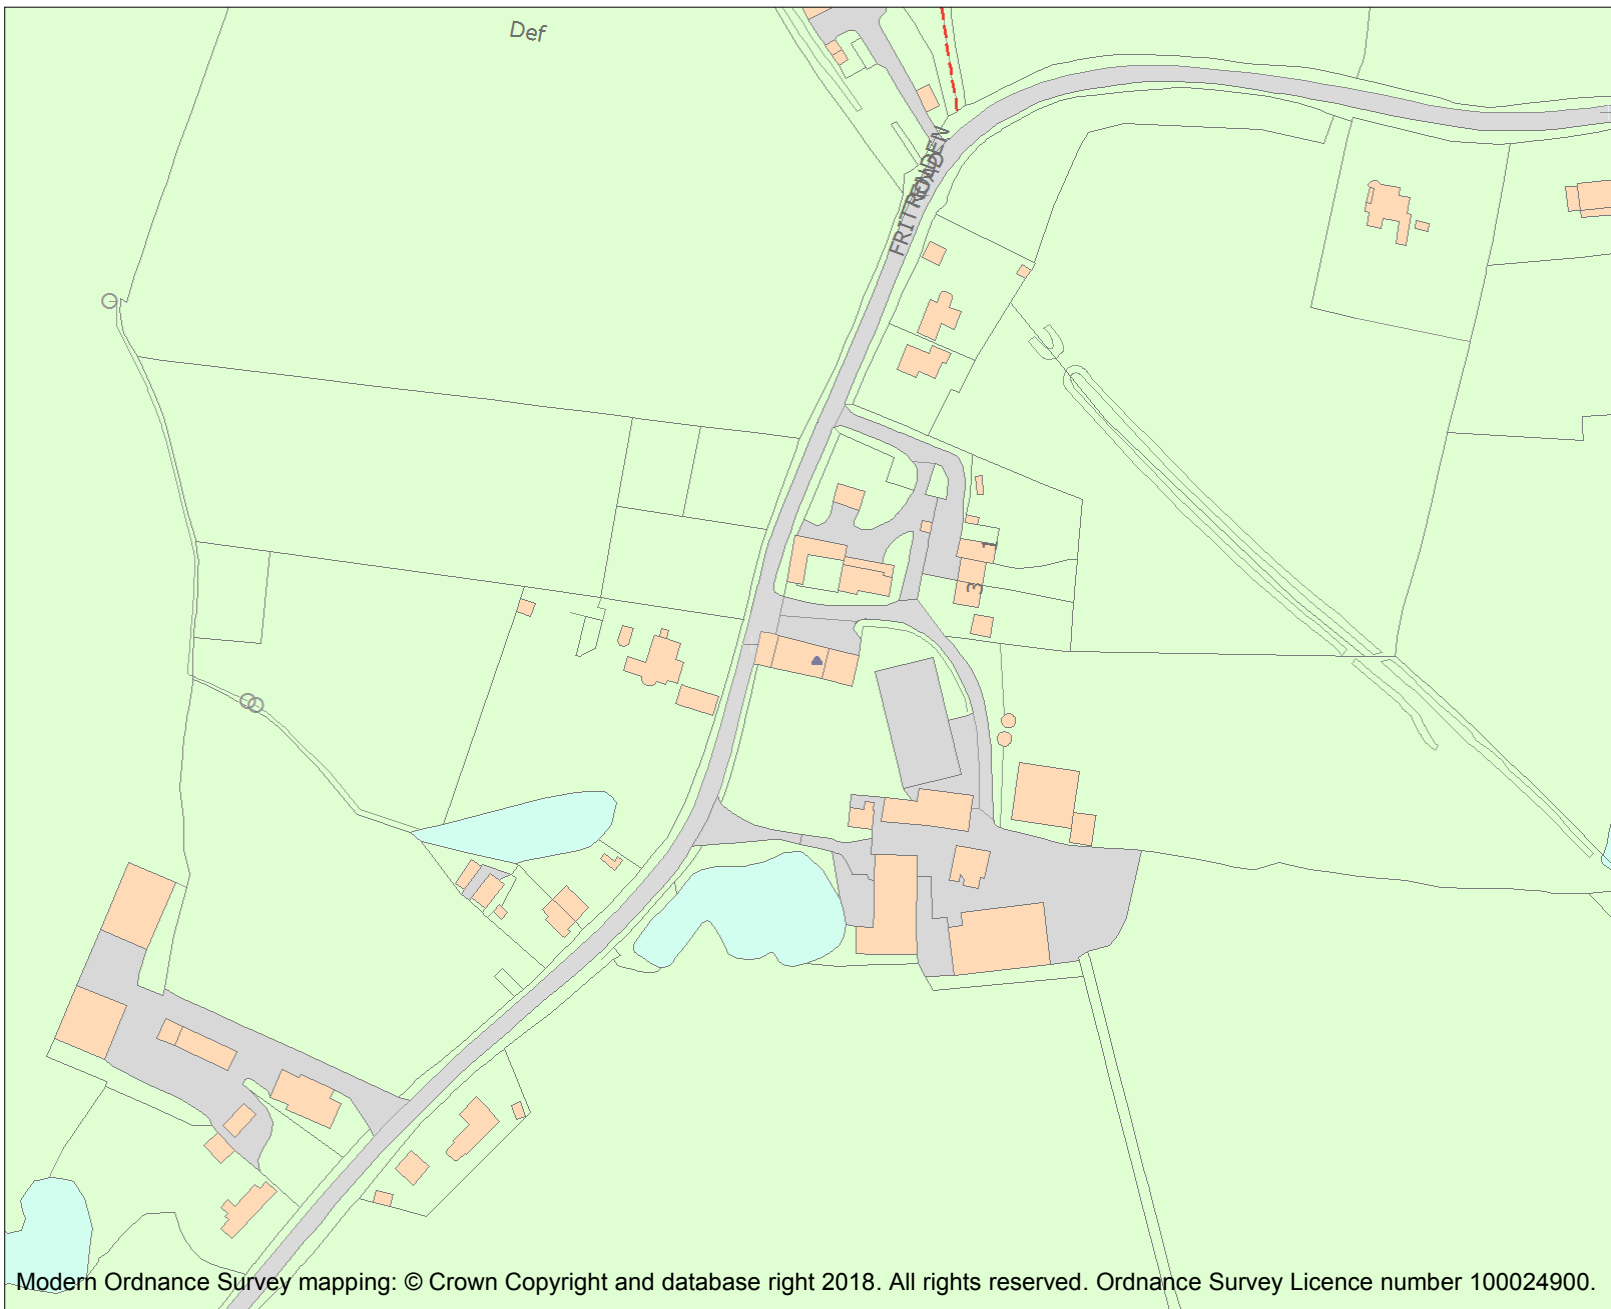 Def
FRITTENDEN
ROAD
1
3
Modern Ordnance Survey mapping: © Crown Copyright and database right 2018. All rights reserved. Ordnance Survey Licence number 100024900.